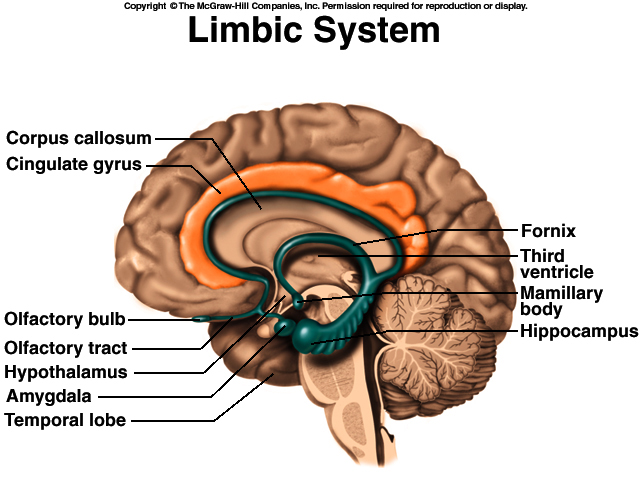 Copyright © The McGraw-Hill Companies, Inc. Permission required for reproduction or display.
Limbic System
Corpus callosum
Cingulate gyrus
Fornix
Third
ventricle
Mamillary
body
Hippocampus
Olfactory bulb
Olfactory tract
Hypothalamus
Amygdala
Temporal lobe